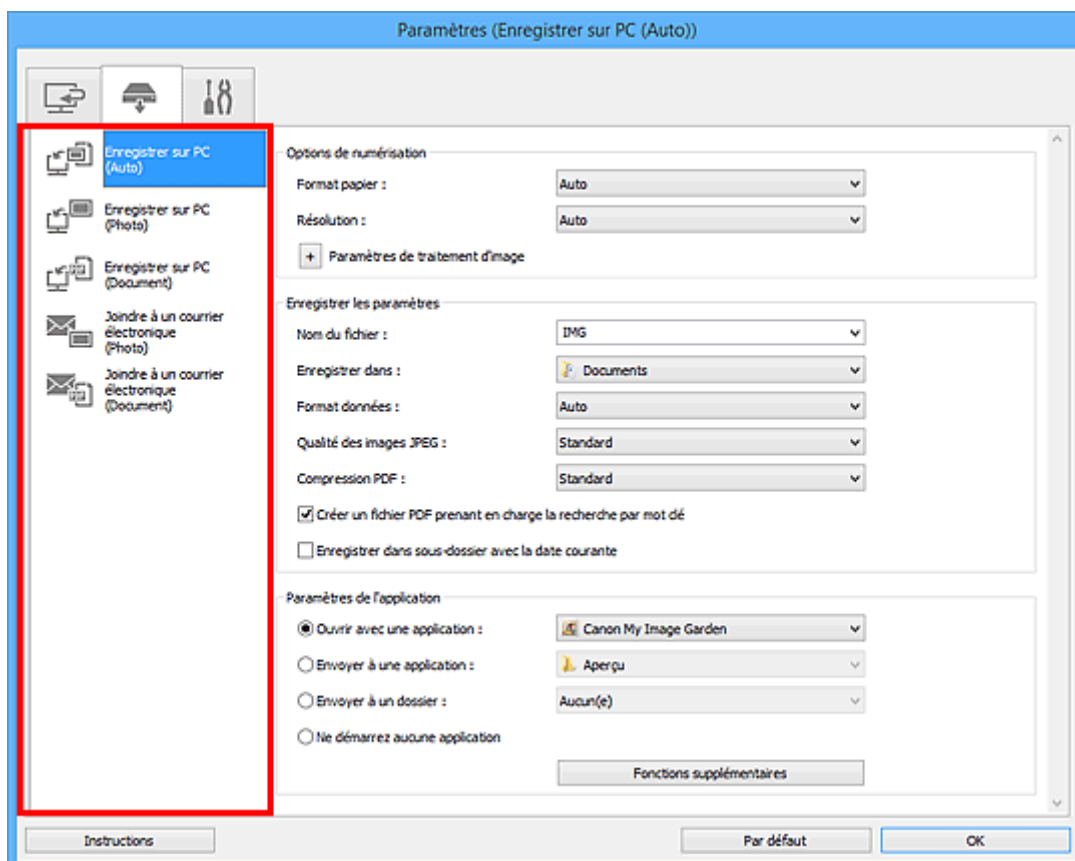 Paramètres (Enregistrer sur PC (Auto))
Enregistrer sur PC
(Auto)
Enregistrer sur PC
(Photo)
Enregistrer sur PC
(Document)
Joindre à un courrier
électronique
(Photo)
Joindre à un courrier
électronique
(Document)
Options de numérisation
Format papier : Auto
Résolution : Auto
+ Paramètres de traitement d'image
Enregistrer les paramètres
Nom du fichier : IMG
Enregistrer dans : Documents
Format données : Auto
Qualité des images JPEG : Standard
Compression PDF : Standard
Créer un fichier PDF prenant en charge la recherche par mot clé
Enregistrer dans sous-dossier avec la date courante
Paramètres de l'application
Ouvrir avec une application : Canon My Image Garden
Envoyer à une application : Aperçu
Envoyer à un dossier : Aucun(e)
Ne démarrez aucune application
Fonctions supplémentaires
Instructions Par défaut OK